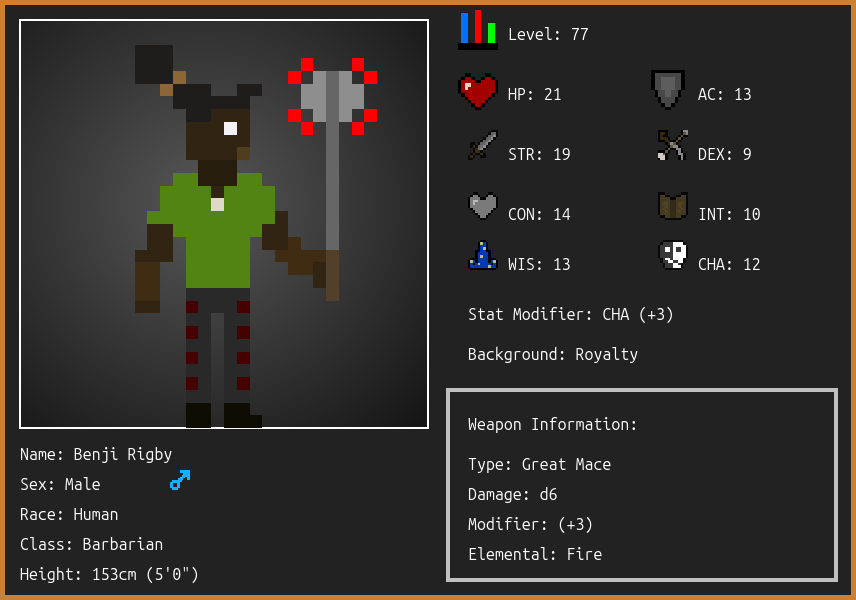 Level: 77
HP: 21
AC: 13
STR: 19
DEX: 9
CON: 14
INT: 10
WIS: 13
CHA: 12
Stat Modifier: CHA (+3)
Background: Royalty
Weapon Information:
Type: Great Mace
Damage: d6
Modifier: (+3)
Elemental: Fire
Name: Benji Rigby
Sex: Male
Race: Human
Class: Barbarian
Height: 153cm (5'0")